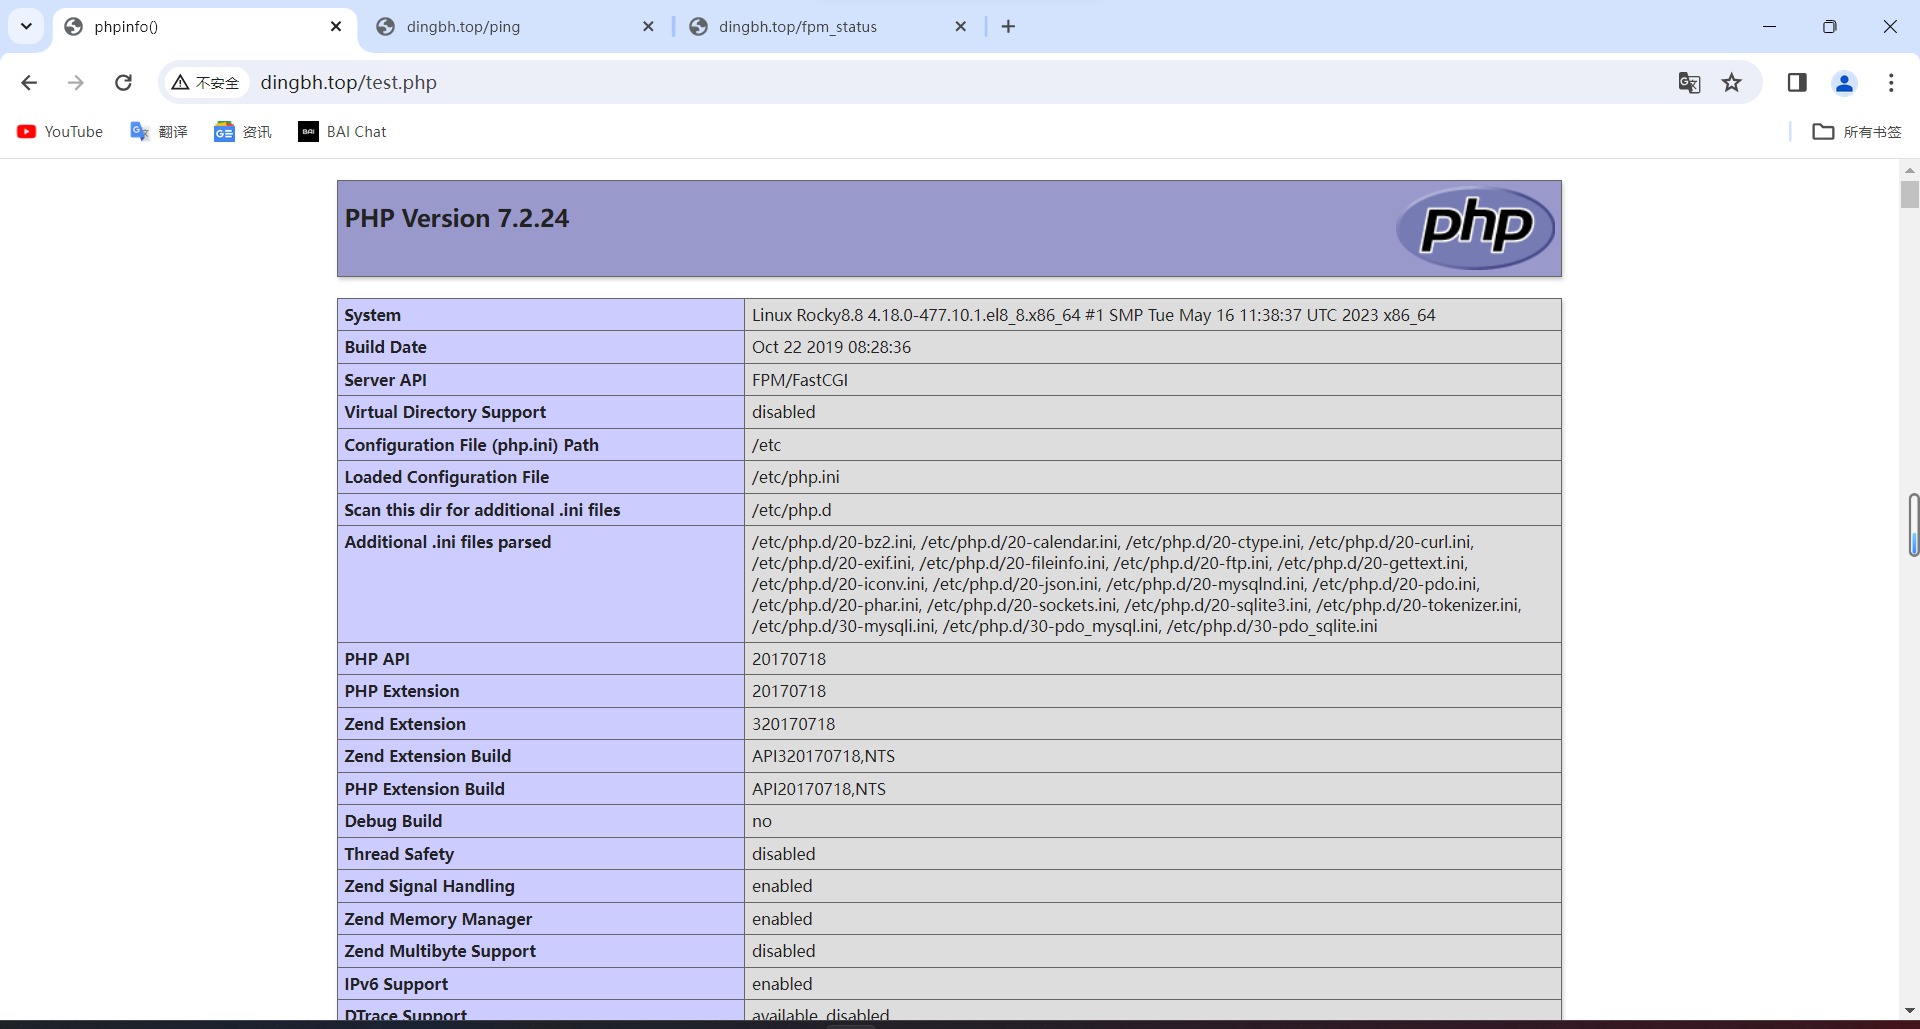 phpinfo()
dingbh.top/ping
dingbh.top/fpm_status
不安全
dingbh.top/test.php
YouTube
翻译
资讯
BAI
BAI Chat
所有书签
PHP Version 7.2.24
php
System Linux Rocky8.8 4.18.0-477.10.1.el8_8.x86_64 #1 SMP Tue May 16 11:38:37 UTC 2023 x86_64
Build Date Oct 22 2019 08:28:36
Server API FPM/FastCGI
Virtual Directory Support disabled
Configuration File (php.ini) Path /etc
Loaded Configuration File /etc/php.ini
Scan this dir for additional .ini files /etc/php.d
Additional .ini files parsed /etc/php.d/20-bz2.ini, /etc/php.d/20-calendar.ini, /etc/php.d/20-ctype.ini, /etc/php.d/20-curl.ini,
/etc/php.d/20-exif.ini, /etc/php.d/20-fileinfo.ini, /etc/php.d/20-ftp.ini, /etc/php.d/20-gettext.ini,
/etc/php.d/20-iconv.ini, /etc/php.d/20-json.ini, /etc/php.d/20-mysqlnd.ini, /etc/php.d/20-pdo.ini,
/etc/php.d/20-phar.ini, /etc/php.d/20-sockets.ini, /etc/php.d/20-sqlite3.ini, /etc/php.d/20-tokenizer.ini,
/etc/php.d/30-mysqli.ini, /etc/php.d/30-pdo_mysql.ini, /etc/php.d/30-pdo_sqlite.ini
PHP API 20170718
PHP Extension 20170718
Zend Extension 320170718
Zend Extension Build API320170718,NTS
PHP Extension Build API20170718,NTS
Debug Build no
Thread Safety disabled
Zend Signal Handling enabled
Zend Memory Manager enabled
Zend Multibyte Support disabled
IPv6 Support enabled
DTrace Support available, disabled